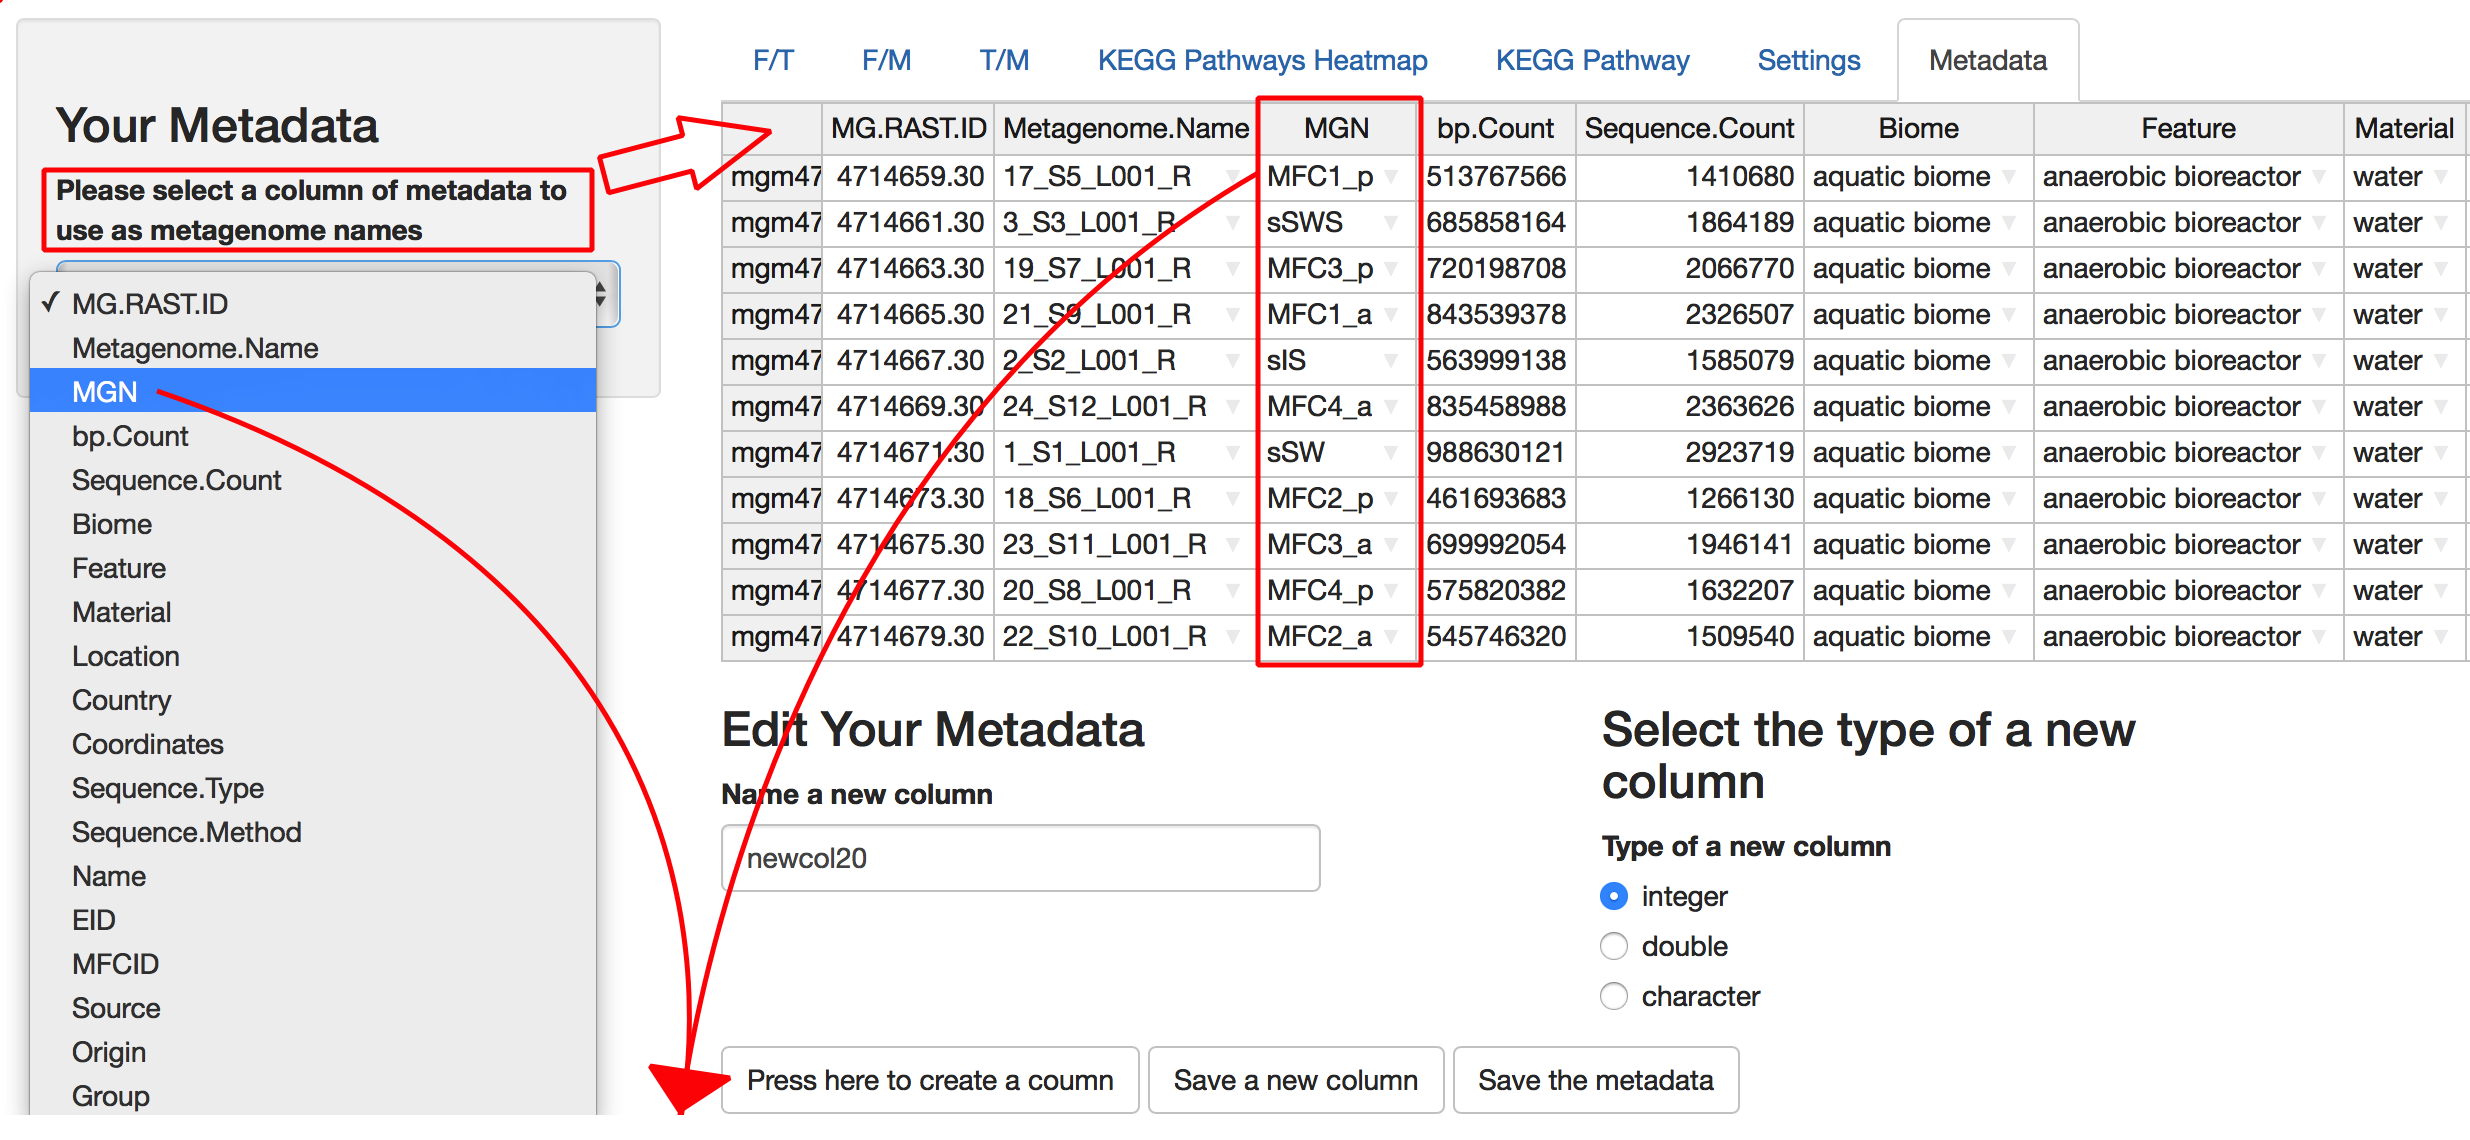 Your Metadata
Please select a column of metadata to
use as metagenome names
✓ MG.RAST.ID
Metagenome.Name
MGN
bp.Count
Sequence.Count
Biome
Feature
Material
Location
Country
Coordinates
Sequence.Type
Sequence.Method
Name
EID
MFCID
Source
Origin
Group
F/T F/M T/M KEGG Pathways Heatmap KEGG Pathway Settings Metadata
MG.RAST.ID Metagenome.Name MGN bp.Count Sequence.Count Biome Feature Material
mgm47 4714659.30 17_S5_L001_R MFC1_p 513767566 1410680 aquatic biome anaerobic bioreactor water
mgm47 4714661.30 3_S3_L001_R sSWS 685858164 1864189 aquatic biome anaerobic bioreactor water
mgm47 4714663.30 19_S7_L001_R MFC3_p 720198708 2066770 aquatic biome anaerobic bioreactor water
mgm47 4714665.30 21_S9_L001_R MFC1_a 843539378 2326507 aquatic biome anaerobic bioreactor water
mgm47 4714667.30 2_S2_L001_R sIS 563999138 1585079 aquatic biome anaerobic bioreactor water
mgm47 4714669.30 24_S12_L001_R MFC4_a 835458988 2363626 aquatic biome anaerobic bioreactor water
mgm47 4714671.30 1_S1_L001_R sSW 988630121 2923719 aquatic biome anaerobic bioreactor water
mgm47 4714673.30 18_S6_L001_R MFC2_p 461693683 1266130 aquatic biome anaerobic bioreactor water
mgm47 4714675.30 23_S11_L001_R MFC3_a 699992054 1946141 aquatic biome anaerobic bioreactor water
mgm47 4714677.30 20_S8_L001_R MFC4_p 575820382 1632207 aquatic biome anaerobic bioreactor water
mgm47 4714679.30 22_S10_L001_R MFC2_a 545746320 1509540 aquatic biome anaerobic bioreactor water
Edit Your Metadata
Name a new column
newcol20
Select the type of a new
column
Type of a new column
integer
double
character
Press here to create a coumn Save a new column Save the metadata